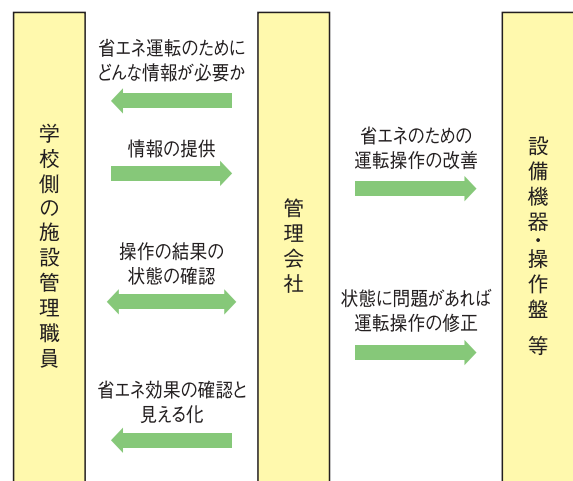 学校側の施設管理職員
省エネ運転のために
どんな情報が必要か
情報の提供
操作の結果の
状態の確認
省エネ効果の確認と
見える化
管理会社
省エネのための
運転操作の改善
状態に問題があれば
運転操作の修正
設備機器・操作盤 等